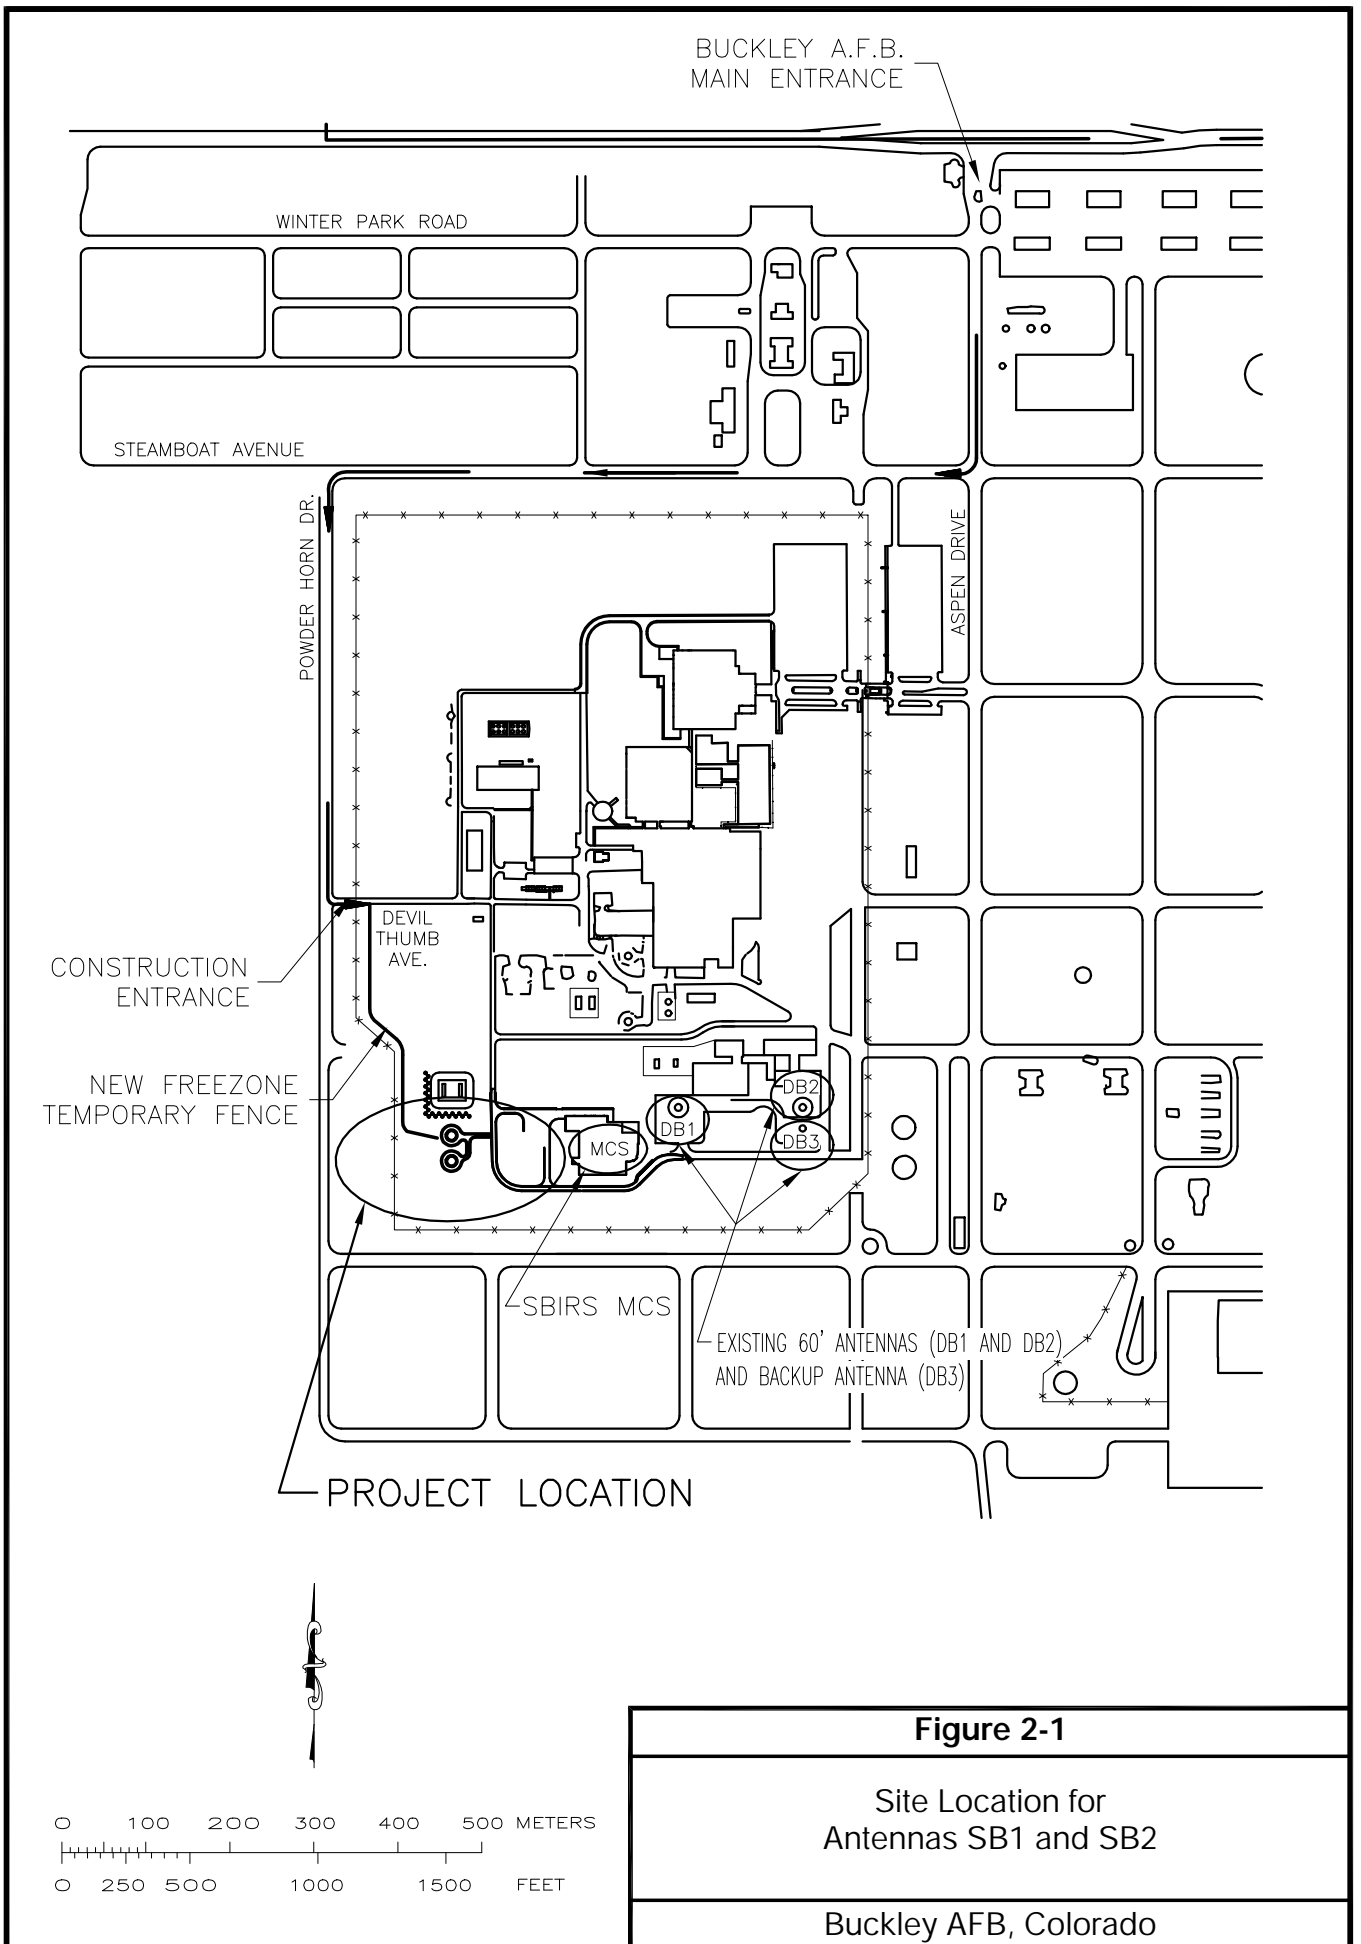 BUCKLEY A.F.B.
MAIN ENTRANCE
WINTER PARK ROAD
STEAMBOAT AVENUE
POWDER HORN DR.
ASPEN DRIVE
DEVIL
THUMB
AVE.
CONSTRUCTION
ENTRANCE
NEW FREEZONE
TEMPORARY FENCE
DB2
DB1
DB3
MCS
SBIRS MCS
EXISTING 60' ANTENNAS (DB1 AND DB2)
AND BACKUP ANTENNA (DB3)
PROJECT LOCATION
0 100 200 300 400 500 METERS
0 250 500 1000 1500 FEET
Figure 2-1
Site Location for
Antennas SB1 and SB2
Buckley AFB, Colorado